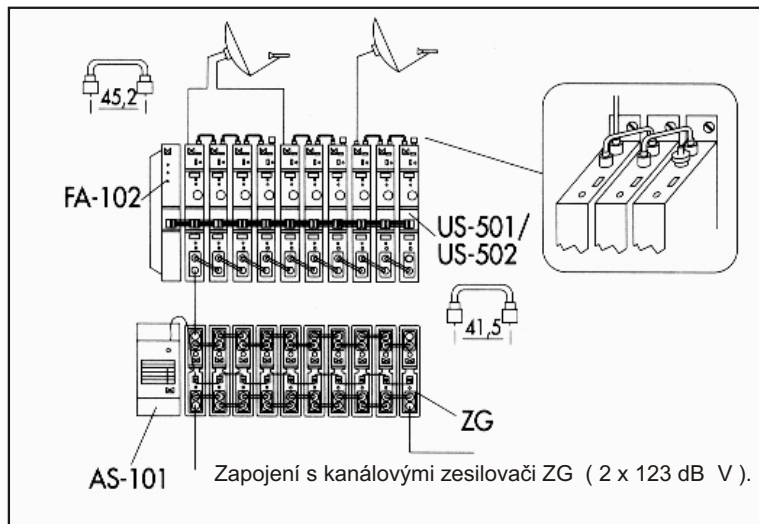 45,2
FA-102
US-501/
US-502
41,5
ZG
AS-101
Zapojení s kanálovými zesilovači ZG ( 2 x 123 dB V ).